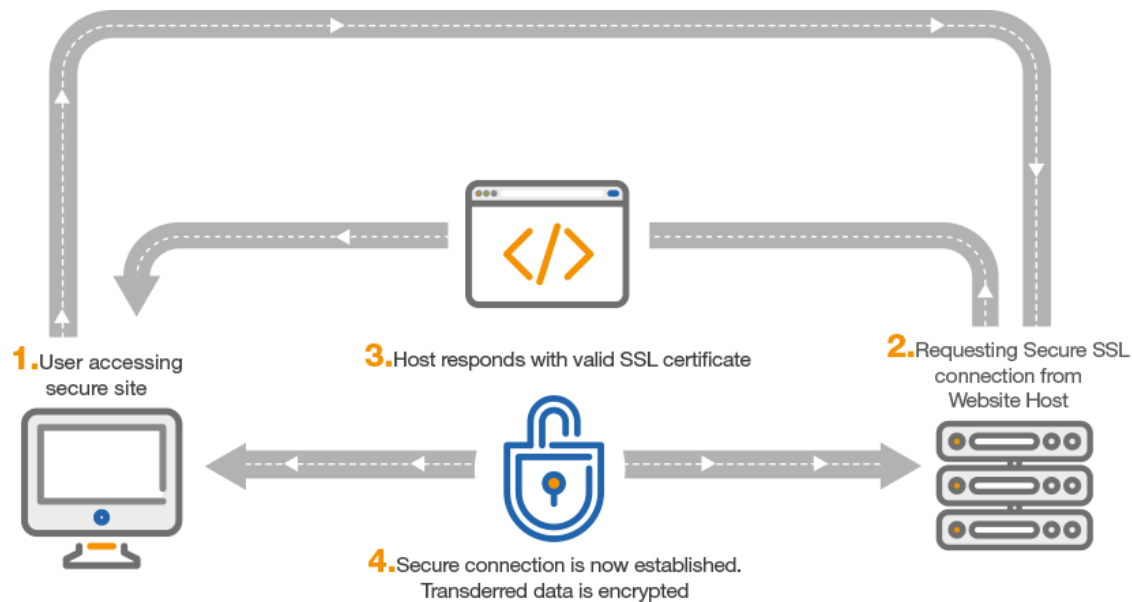 1.User accessing
secure site
2.Requesting Secure SSL
connection from
Website Host
3.Host responds with valid SSL certificate
4.Secure connection is now established.
Transderred data is encrypted